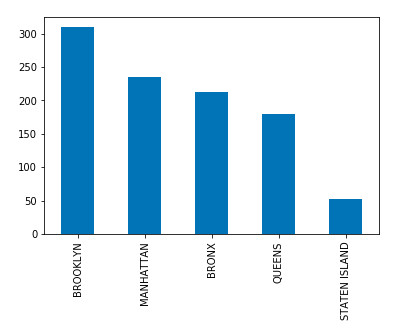 300
250
200
150
100
50
0
BROOKLYN
MANHATTAN
BRONX
QUEENS
STATEN ISLAND